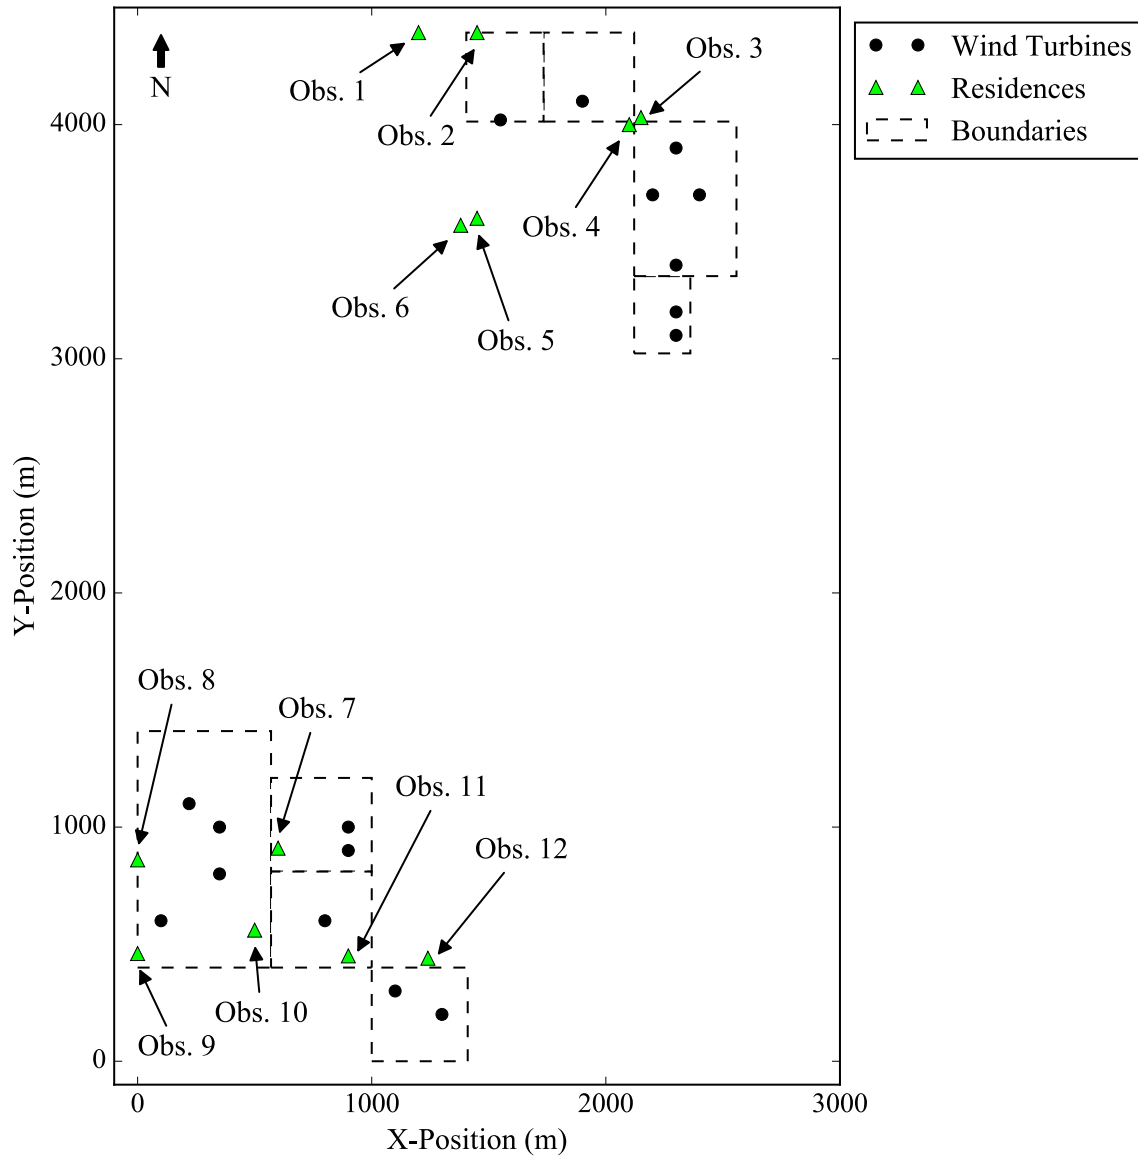 Obs. 3
Wind Turbines
Obs. 1
N
Residences
Obs. 2
4000
Boundaries
Obs. 4
Obs. 6
Obs. 5
3000
Y-Position (m)
2000
Obs. 8
Obs. 7
Obs. 11
1000
Obs. 12
Obs. 10
Obs. 9
0
0
1000
2000
3000
X-Position (m)